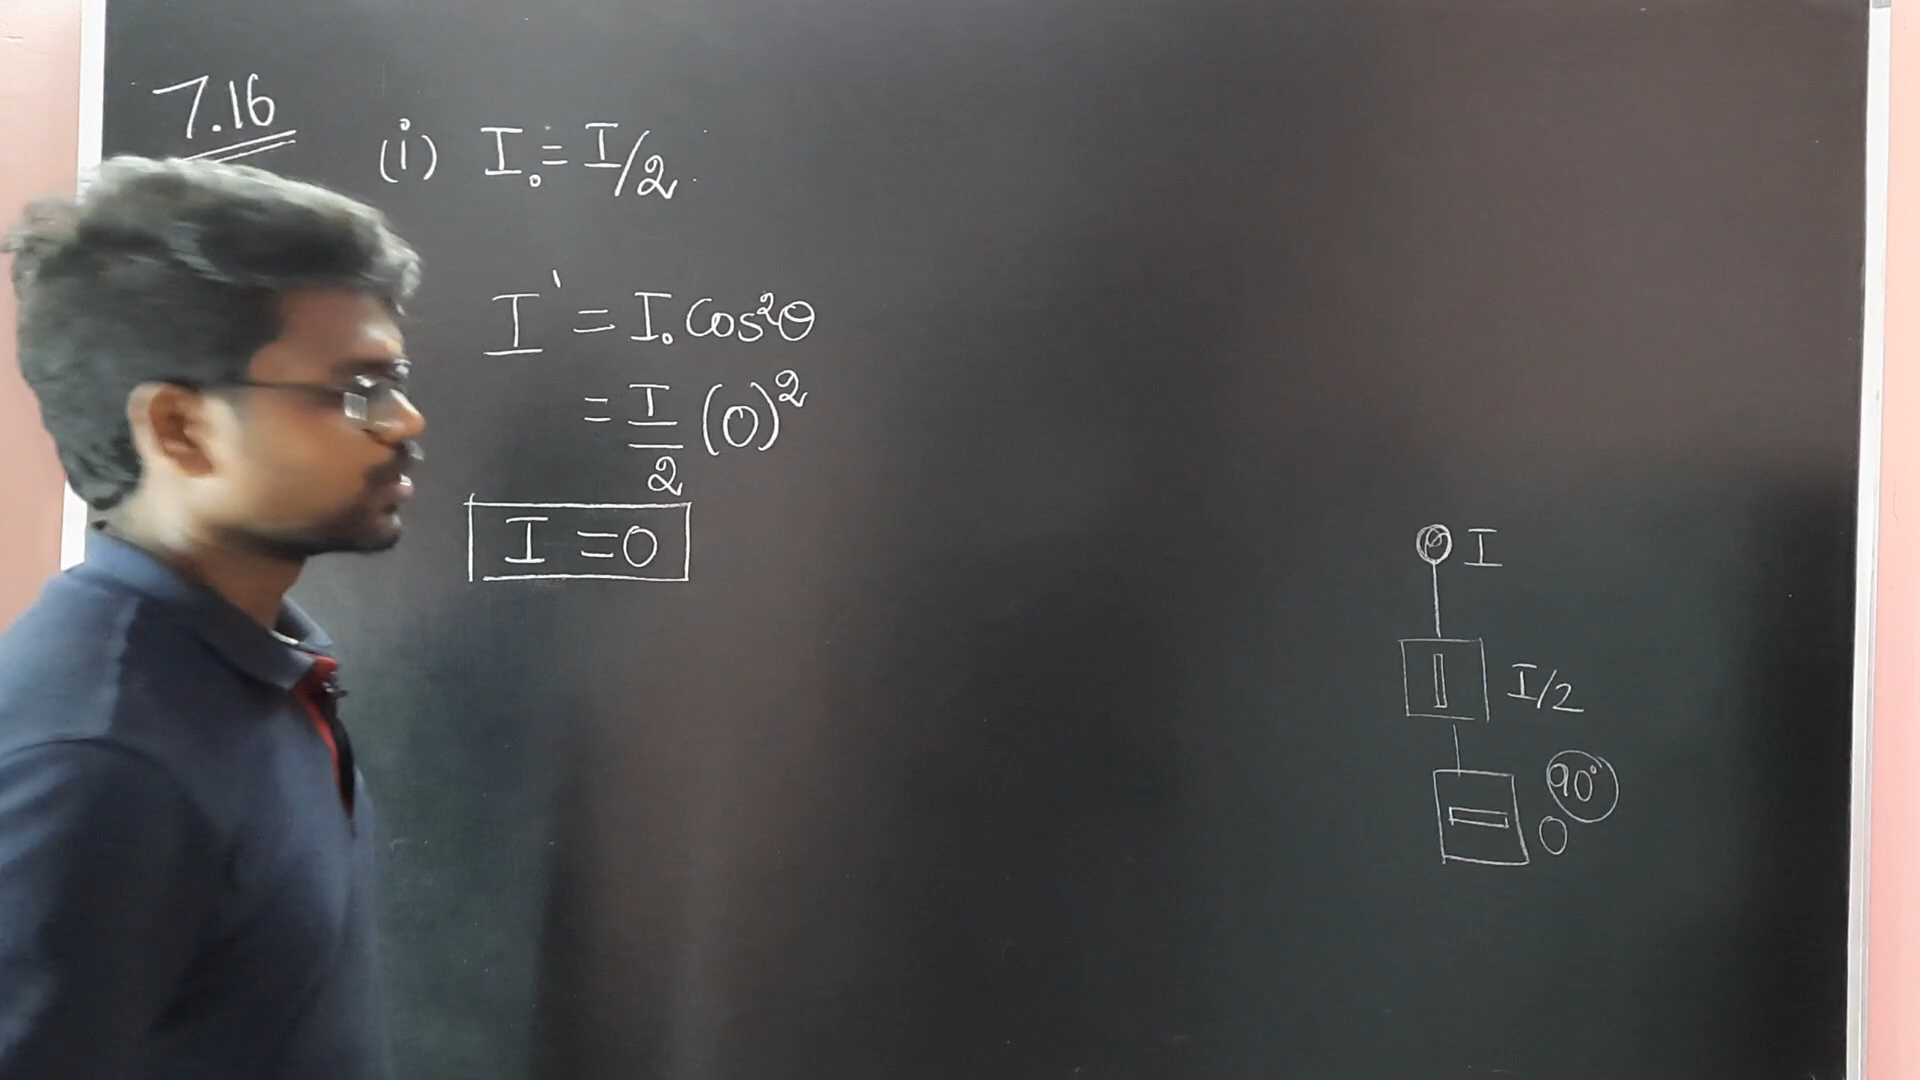 7.16
(i) I₀ = I/2
I' = I₀ Cos²θ
= I/2 (0)²
I = 0
I
I/2
90°
0